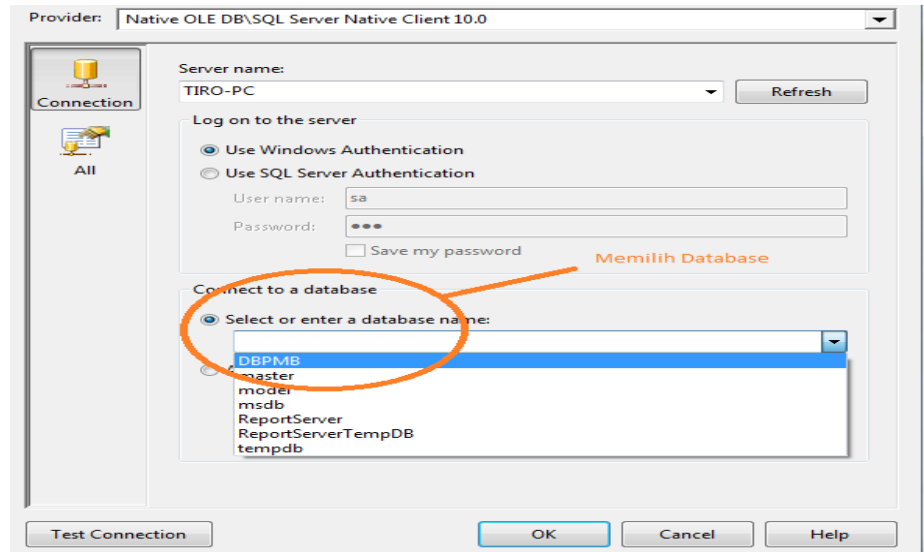 Provider: Native OLE DB\SQL Server Native Client 10.0
Connection
All
Server name:
TIRO-PC Refresh
Log on to the server
Use Windows Authentication
Use SQL Server Authentication
User name: sa
Password: •••
Save my password
Memilih Database
Connect to a database
Select or enter a database name:
DBPMB
master
model
msdb
ReportServer
ReportServerTempDB
tempdb
Test Connection OK Cancel Help